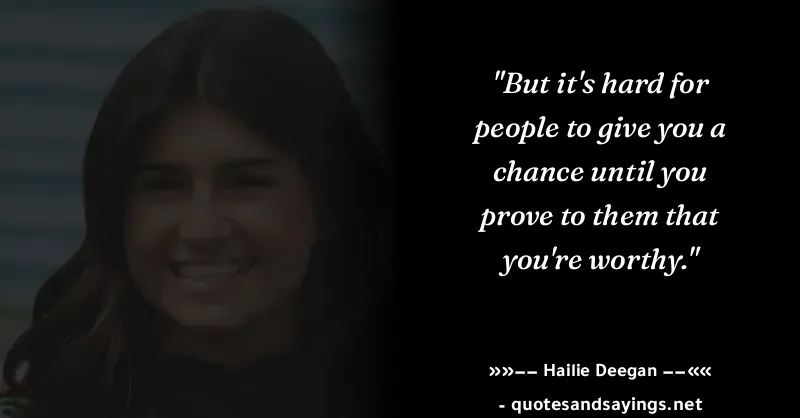 "But it's hard for
people to give you a
chance until you
prove to them that
you're worthy."
»»–– Hailie Deegan ––««
- quotesandsayings.net